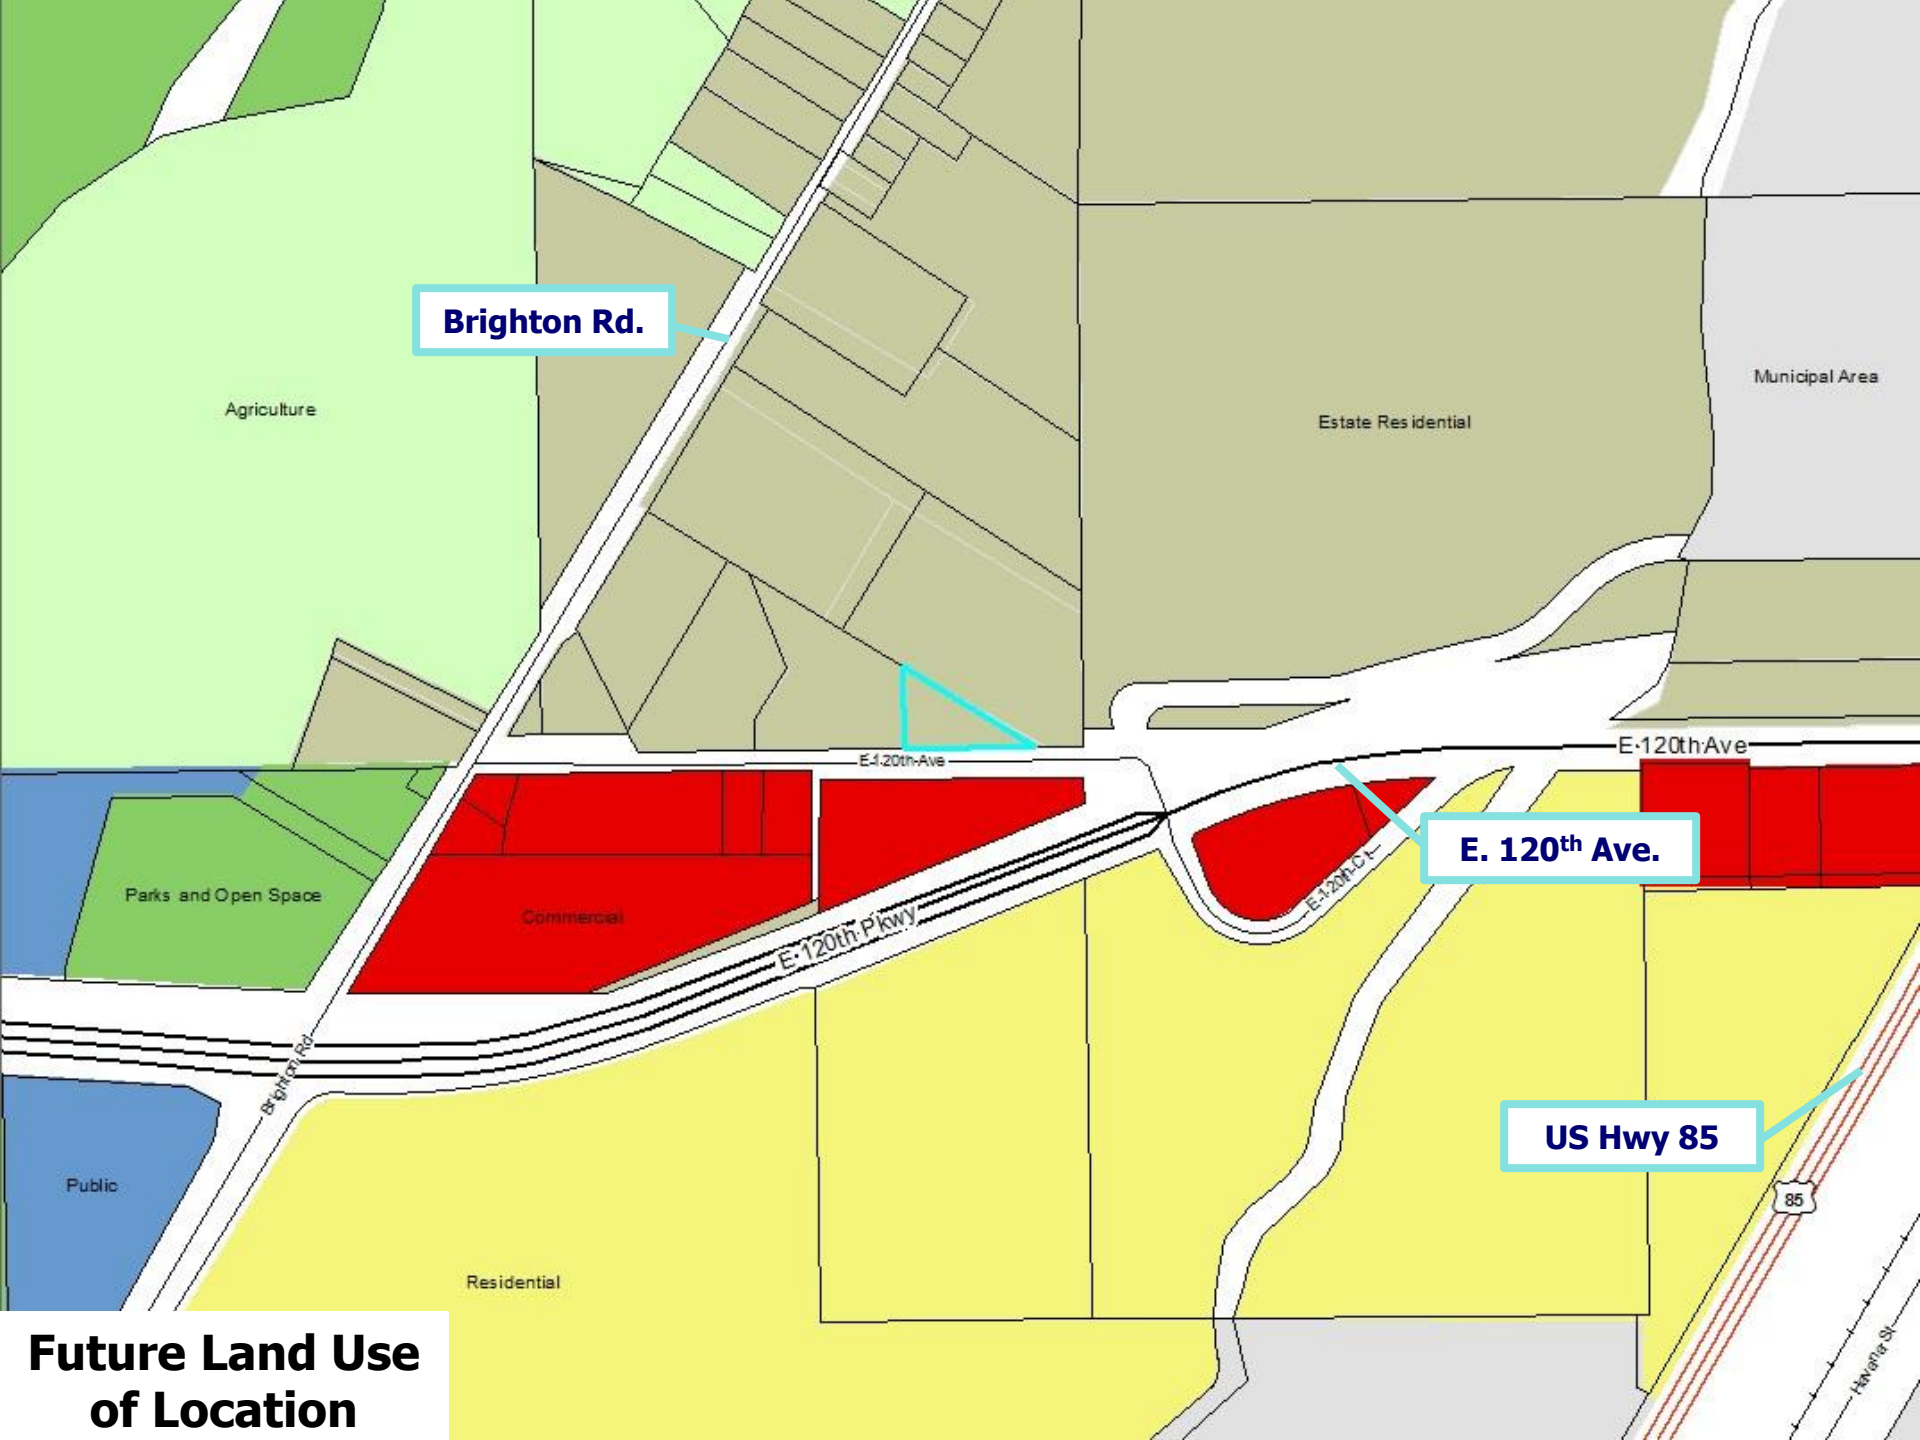 Brighton Rd.
Municipal Area
Agriculture
Estate Residential
E 120th Ave
E 120th Ave
E. 120th Ave.
E 120th Ct
Parks and Open Space
Commercial
E 120th Pkwy
Brighton Rd
US Hwy 85
Public
85
Residential
Havana St
Future Land Use
of Location